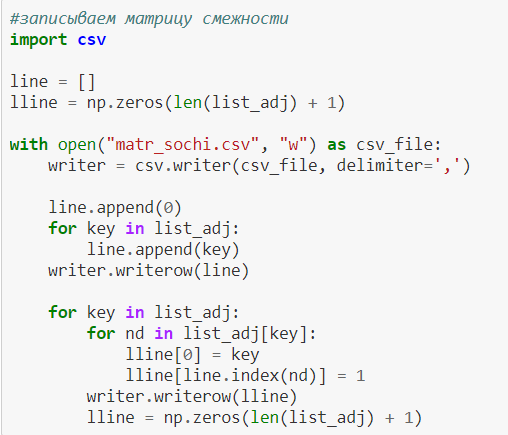 #записываем матрицу смежности
import csv

line = []
lline = np.zeros(len(list_adj) + 1)

with open("matr_sochi.csv", "w") as csv_file:
    writer = csv.writer(csv_file, delimiter=',')

    line.append(0)
    for key in list_adj:
        line.append(key)
    writer.writerow(line)

    for key in list_adj:
        for nd in list_adj[key]:
            lline[0] = key
            lline[line.index(nd)] = 1
        writer.writerow(lline)
        lline = np.zeros(len(list_adj) + 1)